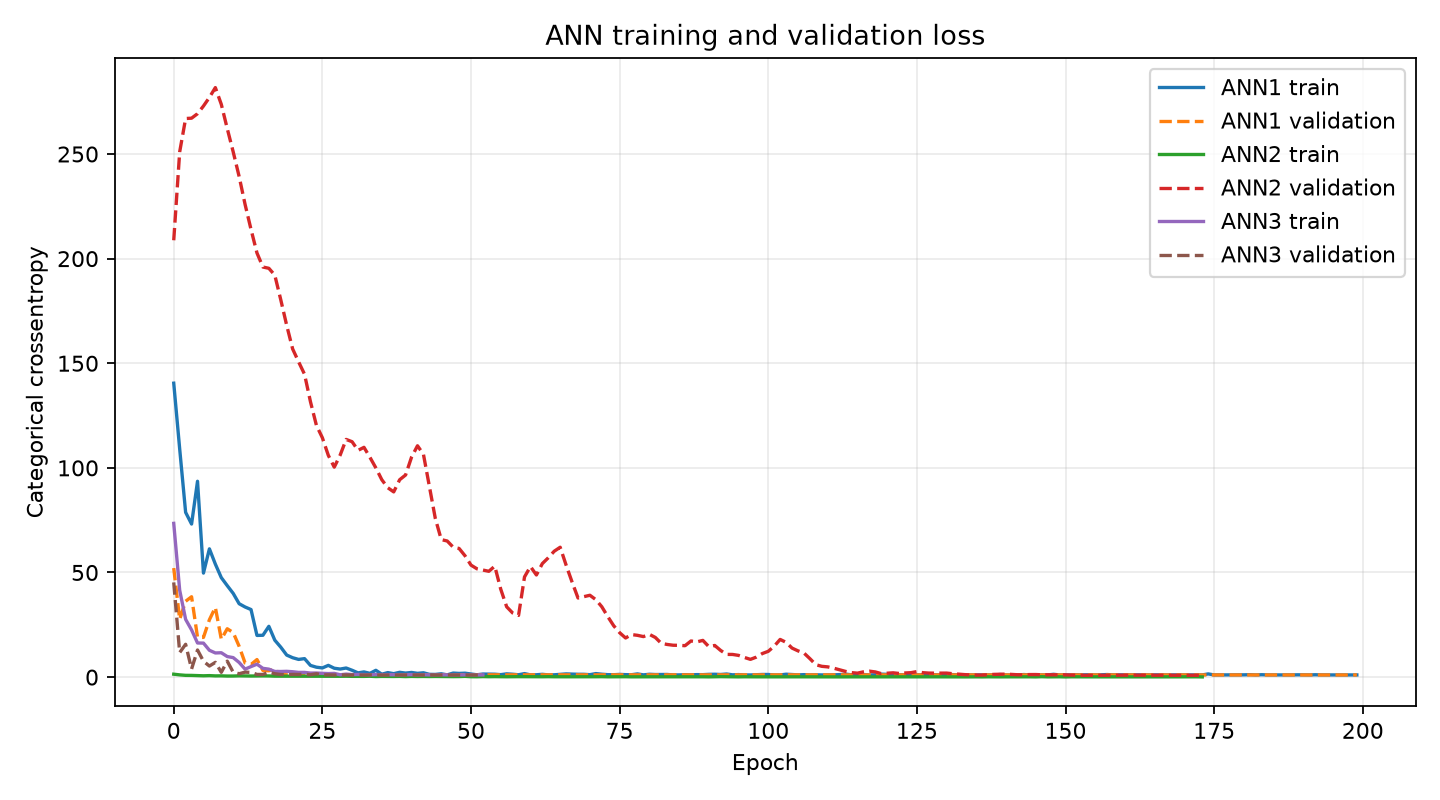 ANN training and validation loss
ANN1 train
ANN1 validation
ANN2 train
ANN2 validation
ANN3 train
ANN3 validation
Categorical crossentropy
250
200
150
100
50
0
0 25 50 75 100 125 150 175 200
Epoch